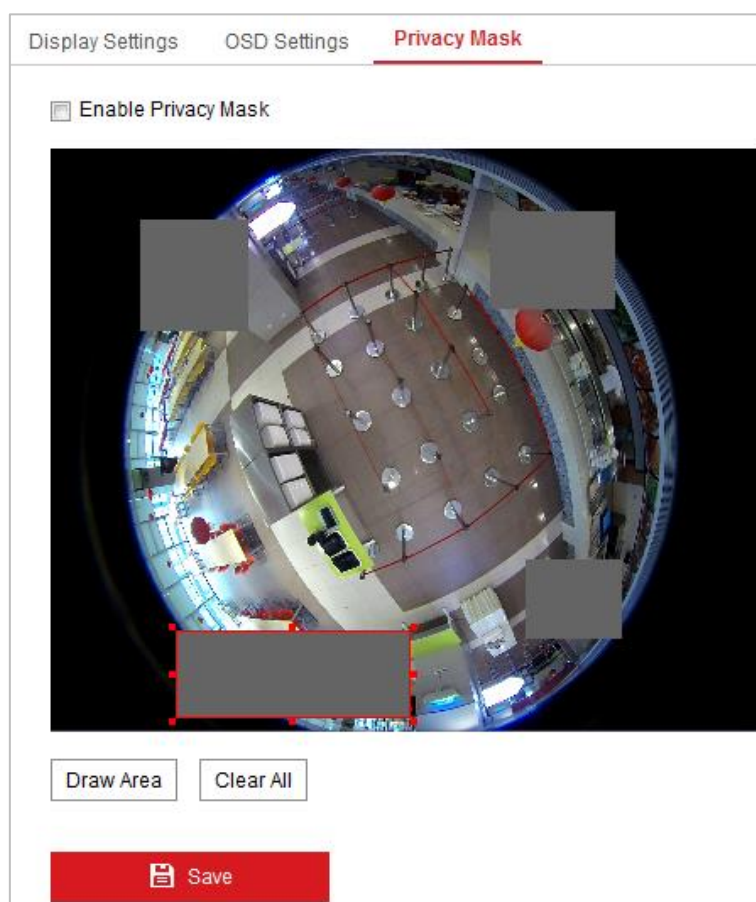 Display Settings OSD Settings Privacy Mask
Enable Privacy Mask
Draw Area Clear All
Save